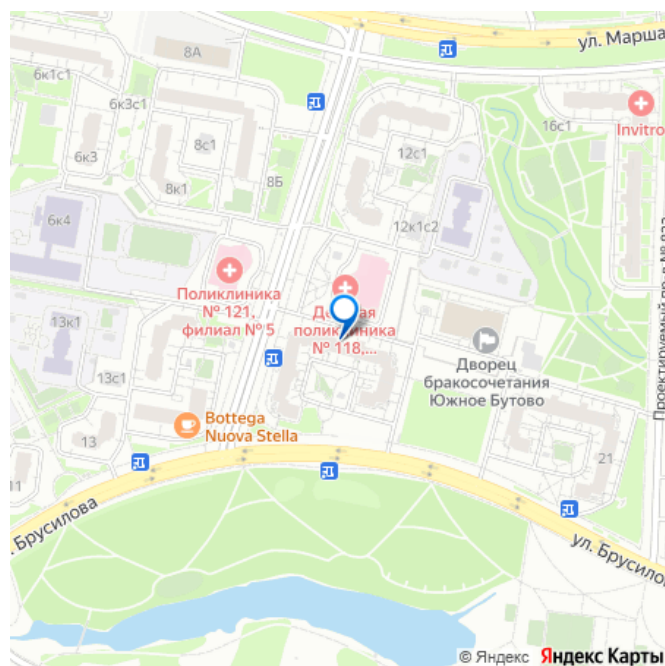 8А
ул. Марша
6к1с1
6к3с1
16с1
Invitro
8с1
12с1
6к3
8к1
8Б
6к4
12к1с2
Поликлиника
№ 121,
филиал № 5
поликлиника
№ 118,...
13к1
Дворец
бракосочетания
Южное Бутово
13с1
Bottega
Nuova Stella
13
21
11
Брусилова
ул. Брусило
© Яндекс Яндекс Карты